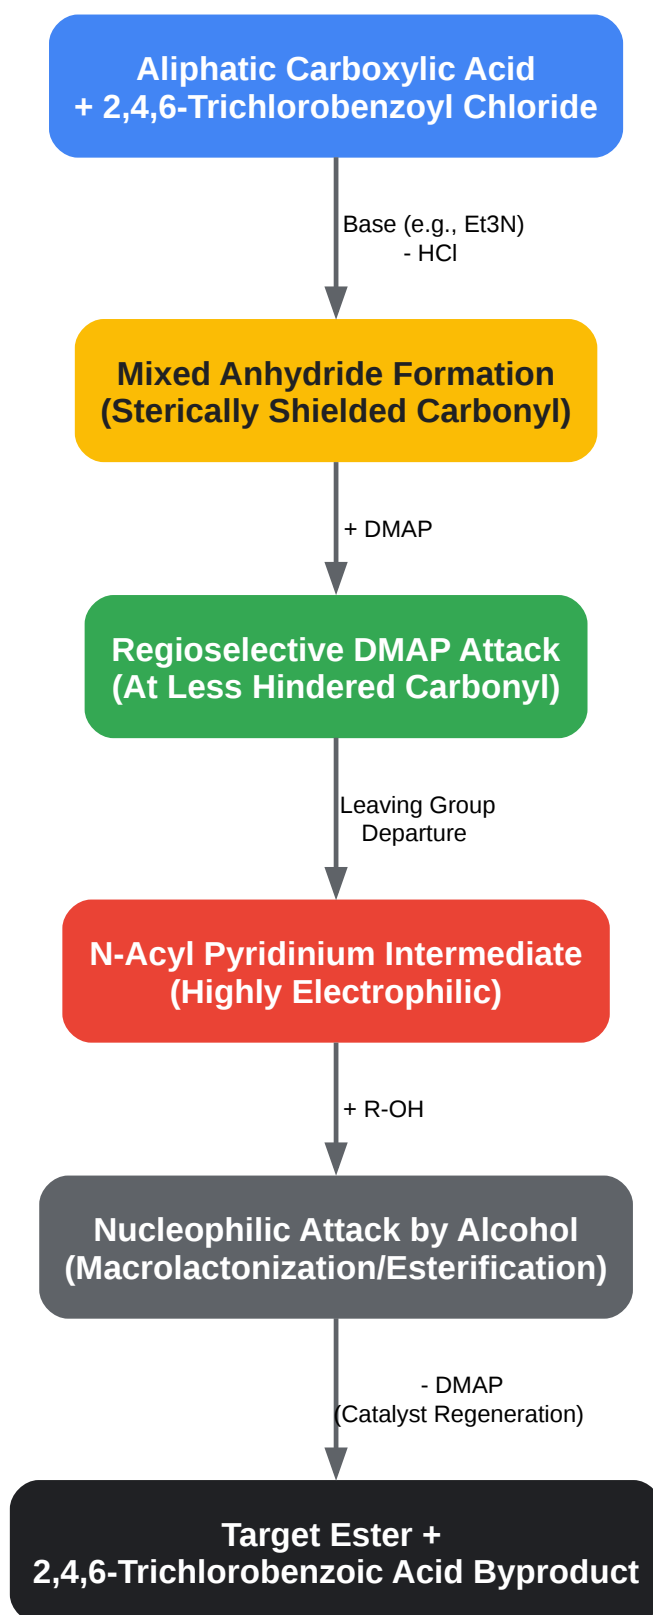 Aliphatic Carboxylic Acid
+ 2,4,6-Trichlorobenzoyl Chloride
Base (e.g., Et3N)
- HCl
Mixed Anhydride Formation
(Sterically Shielded Carbonyl)
+ DMAP
Regioselective DMAP Attack
(At Less Hindered Carbonyl)
Leaving Group
Departure
N-Acyl Pyridinium Intermediate
(Highly Electrophilic)
+ R-OH
Nucleophilic Attack by Alcohol
(Macrolactonization/Esterification)
- DMAP
(Catalyst Regeneration)
Target Ester +
2,4,6-Trichlorobenzoic Acid Byproduct